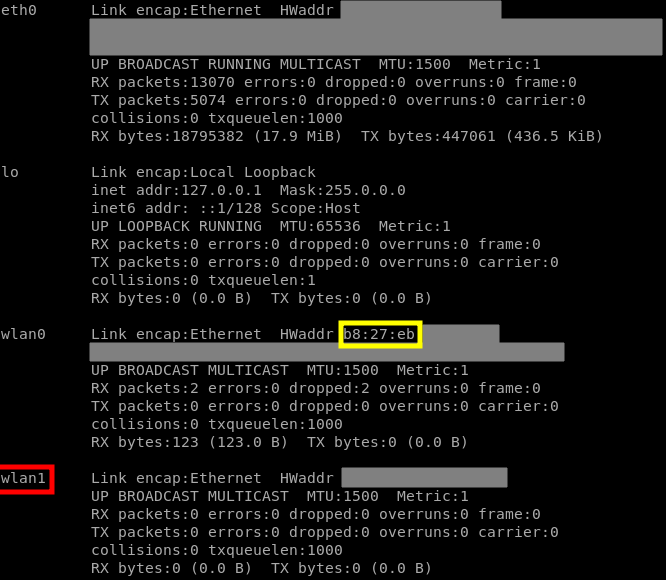 eth0 Link encap:Ethernet HWaddr
UP BROADCAST RUNNING MULTICAST MTU:1500 Metric:1
RX packets:13070 errors:0 dropped:0 overruns:0 frame:0
TX packets:5074 errors:0 dropped:0 overruns:0 carrier:0
collisions:0 txqueuelen:1000
RX bytes:18795382 (17.9 MiB) TX bytes:447061 (436.5 KiB)
lo Link encap:Local Loopback
inet addr:127.0.0.1 Mask:255.0.0.0
inet6 addr: ::1/128 Scope:Host
UP LOOPBACK RUNNING MTU:65536 Metric:1
RX packets:0 errors:0 dropped:0 overruns:0 frame:0
TX packets:0 errors:0 dropped:0 overruns:0 carrier:0
collisions:0 txqueuelen:1
RX bytes:0 (0.0 B) TX bytes:0 (0.0 B)
wlan0 Link encap:Ethernet HWaddr b8:27:eb
UP BROADCAST MULTICAST MTU:1500 Metric:1
RX packets:2 errors:0 dropped:2 overruns:0 frame:0
TX packets:0 errors:0 dropped:0 overruns:0 carrier:0
collisions:0 txqueuelen:1000
RX bytes:123 (123.0 B) TX bytes:0 (0.0 B)
wlan1 Link encap:Ethernet HWaddr
UP BROADCAST MULTICAST MTU:1500 Metric:1
RX packets:0 errors:0 dropped:0 overruns:0 frame:0
TX packets:0 errors:0 dropped:0 overruns:0 carrier:0
collisions:0 txqueuelen:1000
RX bytes:0 (0.0 B) TX bytes:0 (0.0 B)